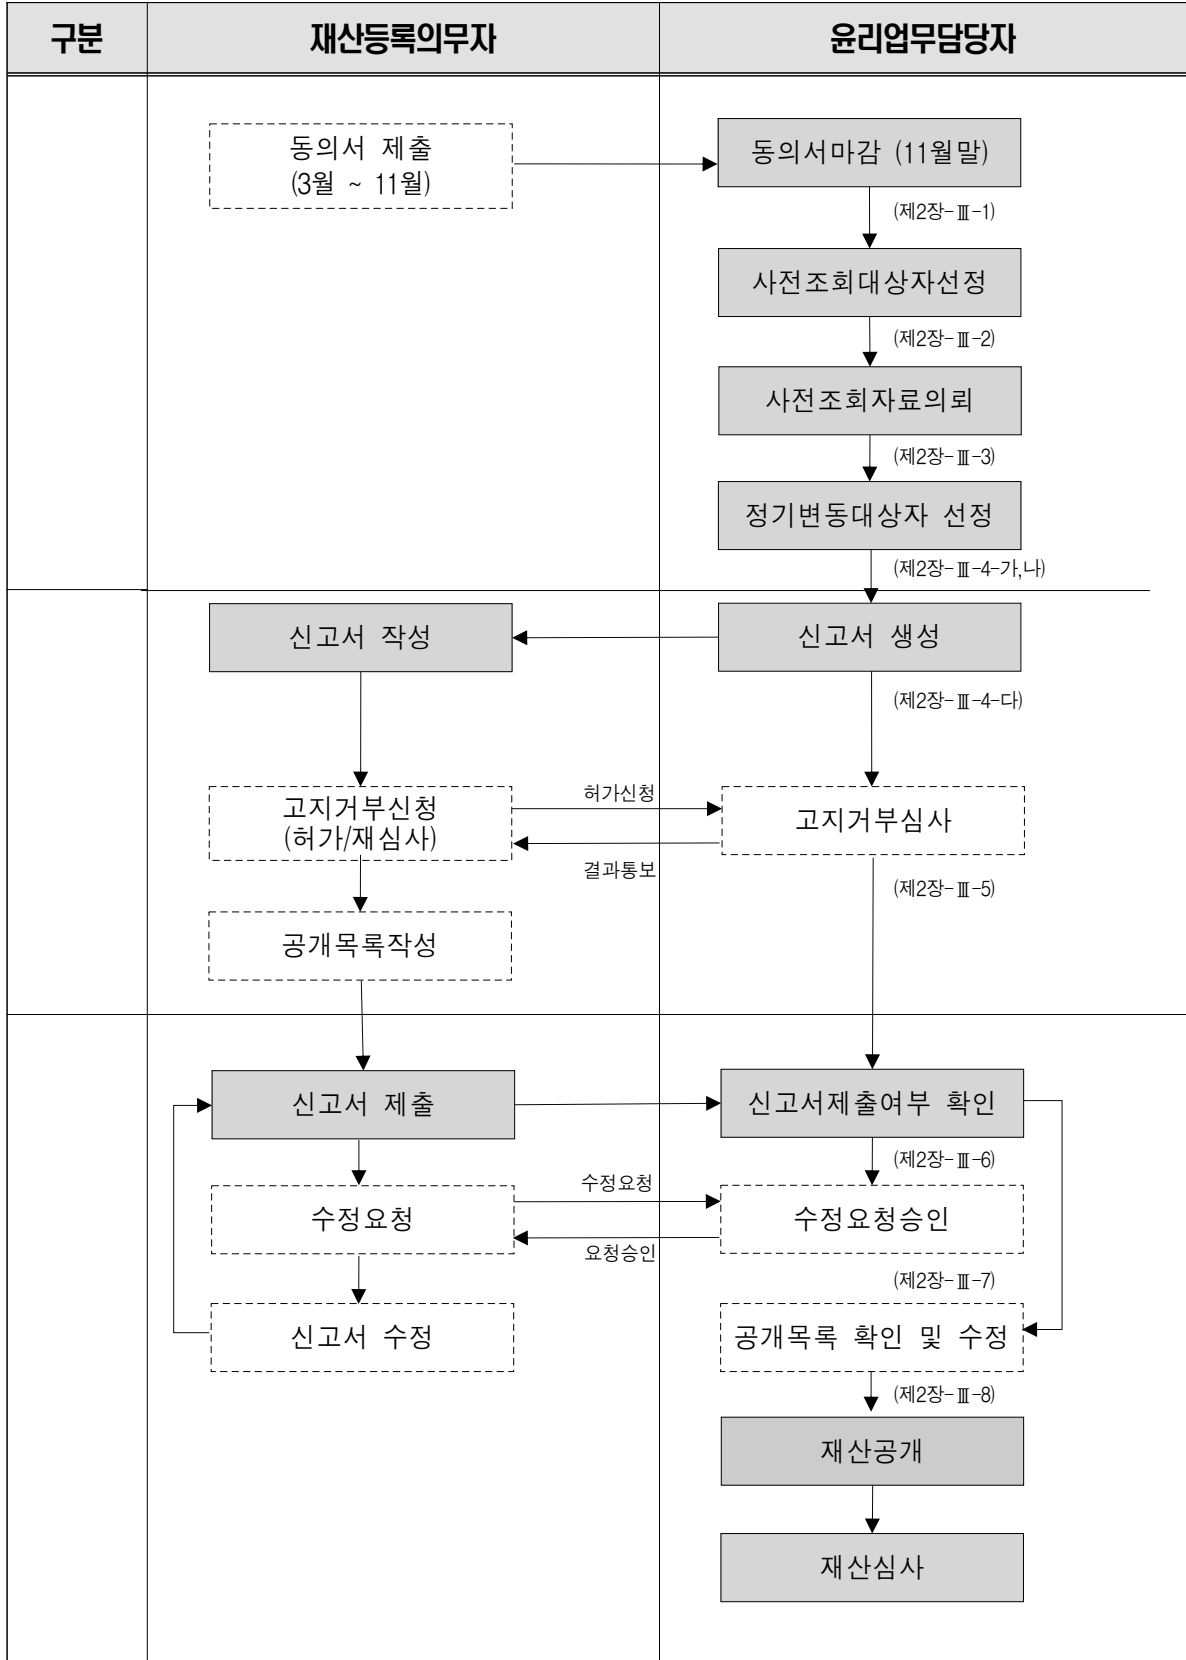 구분
재산등록의무자
윤리업무담당자
동의서 제출
(3월 ~ 11월)
동의서마감 (11월말)
(제2장-Ⅲ-1)
사전조회대상자선정
(제2장-Ⅲ-2)
사전조회자료의뢰
(제2장-Ⅲ-3)
정기변동대상자 선정
(제2장-Ⅲ-4-가,나)
신고서 작성
신고서 생성
(제2장-Ⅲ-4-다)
고지거부신청
(허가/재심사)
허가신청
결과통보
고지거부심사
(제2장-Ⅲ-5)
공개목록작성
신고서 제출
신고서제출여부 확인
(제2장-Ⅲ-6)
수정요청
수정요청
요청승인
수정요청승인
(제2장-Ⅲ-7)
신고서 수정
공개목록 확인 및 수정
(제2장-Ⅲ-8)
재산공개
재산심사